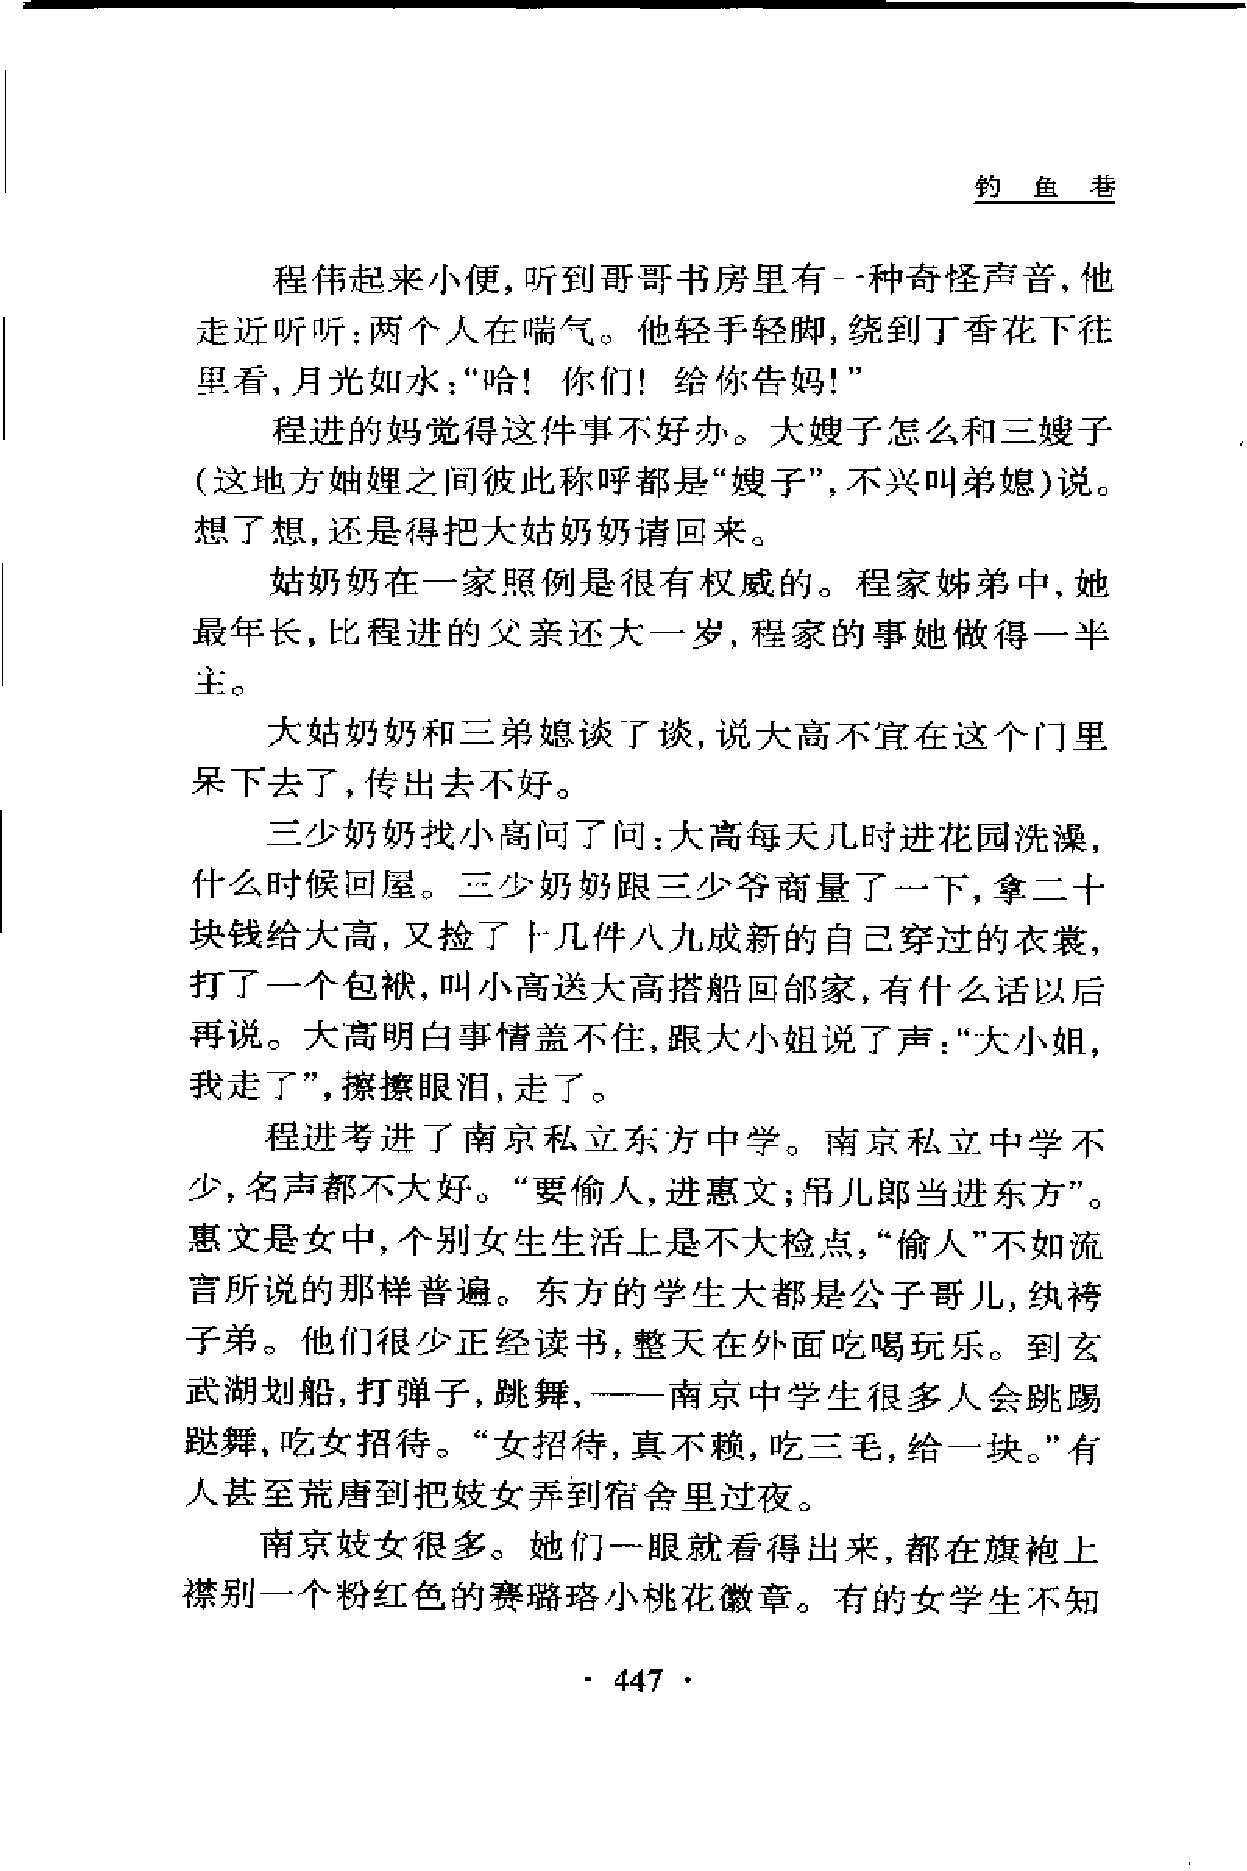 钓鱼巷
程伟起来小便,听到哥哥书房里有一种奇怪声音,他
走近听听:两个人在喘气。他轻手轻脚,绕到丁香花下往
里看,月光如水:“哈!你们!给你告妈!”
程进的妈觉得这件事不好办。大嫂子怎么和三嫂子
(这地方妯娌之间彼此称呼都是“嫂子”,不兴叫弟媳)说。
想了想,还是得把大姑奶奶请回来。
姑奶奶在一家照例是很有权威的。程家姊弟中,她
最年长,比程进的父亲还大一岁,程家的事她做得一半
主。
大姑奶奶和三弟媳谈了谈,说大高不宜在这个门里
呆下去了,传出去不好。
三少奶奶找小高问了问:大高每天几时进花园洗澡,
什么时候回屋。三少奶奶跟三少爷商量了一下,拿二十
块钱给大高,又捡了十几件八九成新的自己穿过的衣裳,
打了一个包袱,叫小高送大高搭船回邰家,有什么话以后
再说。大高明白事情盖不住,跟大小姐说了声:“大小姐,
我走了”,擦擦眼泪,走了。
程进考进了南京私立东方中学。南京私立中学不
少,名声都不大好。“要偷人,进惠文;吊儿郎当进东方”。
惠文是女中,个别女生生活上是不大检点,“偷人”不如流
言所说的那样普遍。东方的学生大都是公子哥儿,纨袴
子弟。他们很少正经读书,整天在外面吃喝玩乐。到玄
武湖划船,打弹子,跳舞,——南京中学生很多人会跳踢
跶舞,吃女招待。“女招待,真不赖,吃三毛,给一块。”有
人甚至荒唐到把妓女弄到宿舍里过夜。
南京妓女很多。她们一眼就看得出来,都在旗袍上
襟别一个粉红色的赛璐珞小桃花徽章。有的女学生不知
· 447 ·